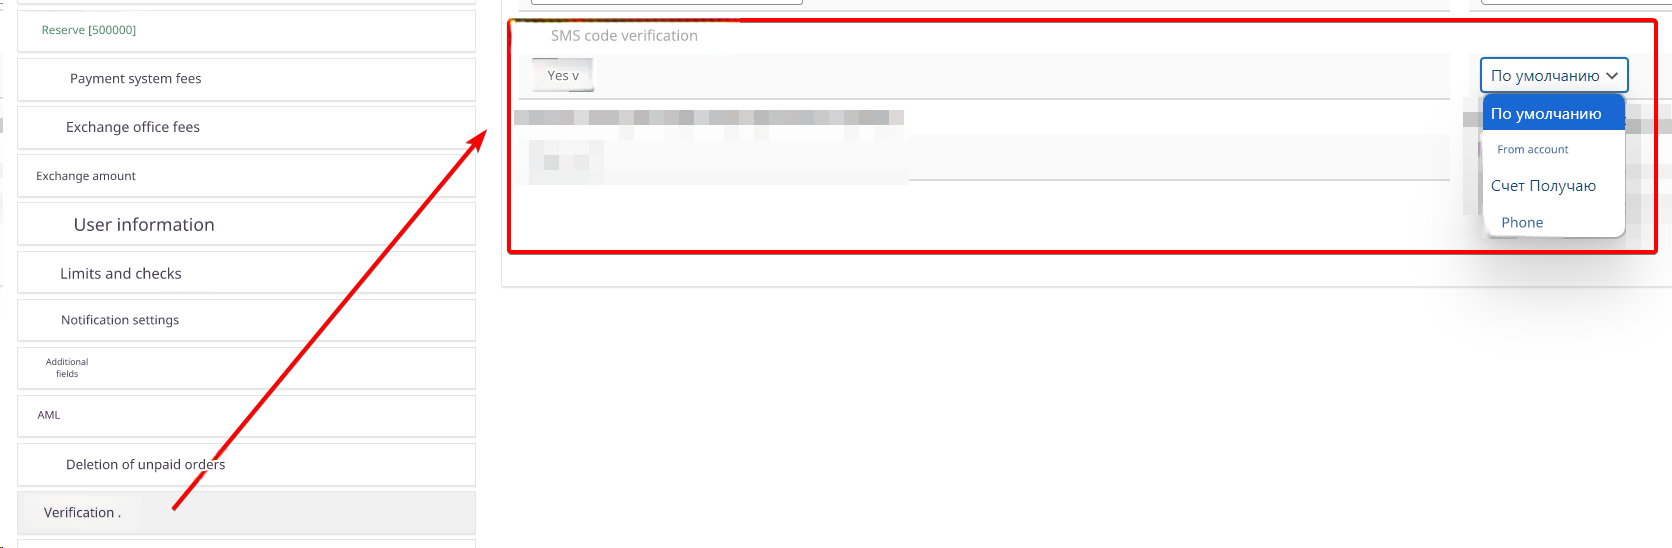 Reserve [500000]
Payment system fees
Exchange office fees
Exchange amount
User information
Limits and checks
Notification settings
Additional
fields
AML
Deletion of unpaid orders
Verification .
SMS code verification
Yes v
По умолчанию
По умолчанию
From account
Счет Получаю
Phone